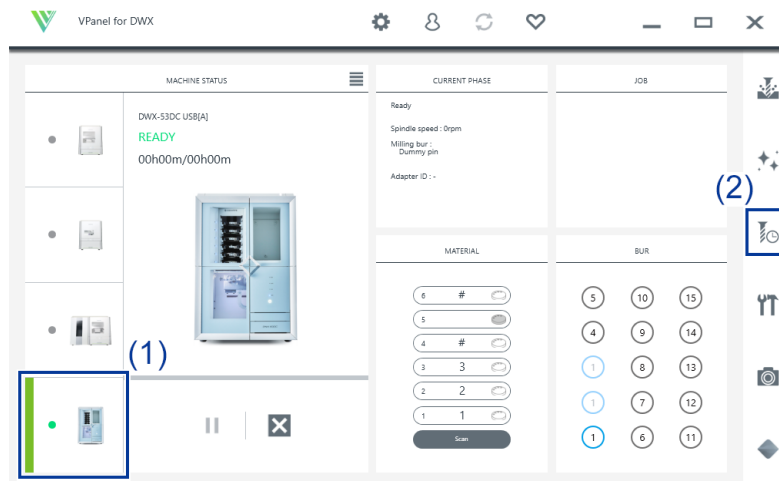 VPanel for DWX
MACHINE STATUS
DWX-53DC USB[A]
READY
00h00m/00h00m
(1)
CURRENT PHASE
Ready
Spindle speed : 0rpm
Milling bur :
Dummy pin
Adapter ID : -
JOB
(2)
MATERIAL
6 #
5
4 #
3 3
2 2
1 1
Scan
BUR
5 10 15
4 9 14
1 8 13
1 7 12
1 6 11